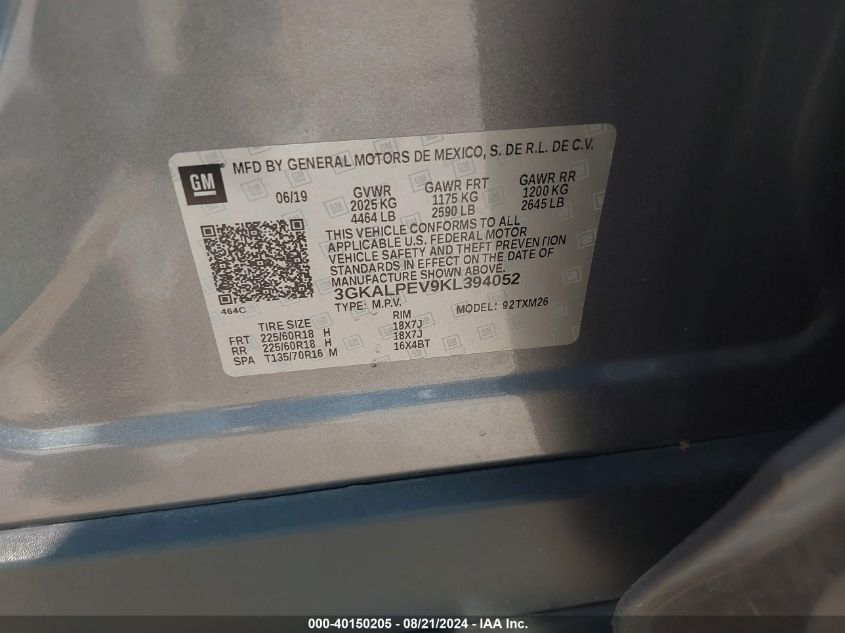 GM
MFD BY GENERAL MOTORS DE MEXICO, S. DE R.L. DE C.V.
06/19 GVWR GAWR FRT GAWR RR
2025 KG 1175 KG 1200 KG
4464 LB 2590 LB 2645 LB
THIS VEHICLE CONFORMS TO ALL
APPLICABLE U.S. FEDERAL MOTOR
VEHICLE SAFETY AND THEFT PREVENTION
STANDARDS IN EFFECT ON THE DATE OF
MANUFACTURE SHOWN ABOVE.
3GKALPEV9KL394052
464C TYPE: M.P.V. MODEL: 92TXM26
TIRE SIZE RIM
FRT 225/60R18 H 18X7J
RR 225/60R18 H 18X7J
SPA T135/70R16 M 16X4BT
000-40150205 - 08/21/2024 - IAAI.com.